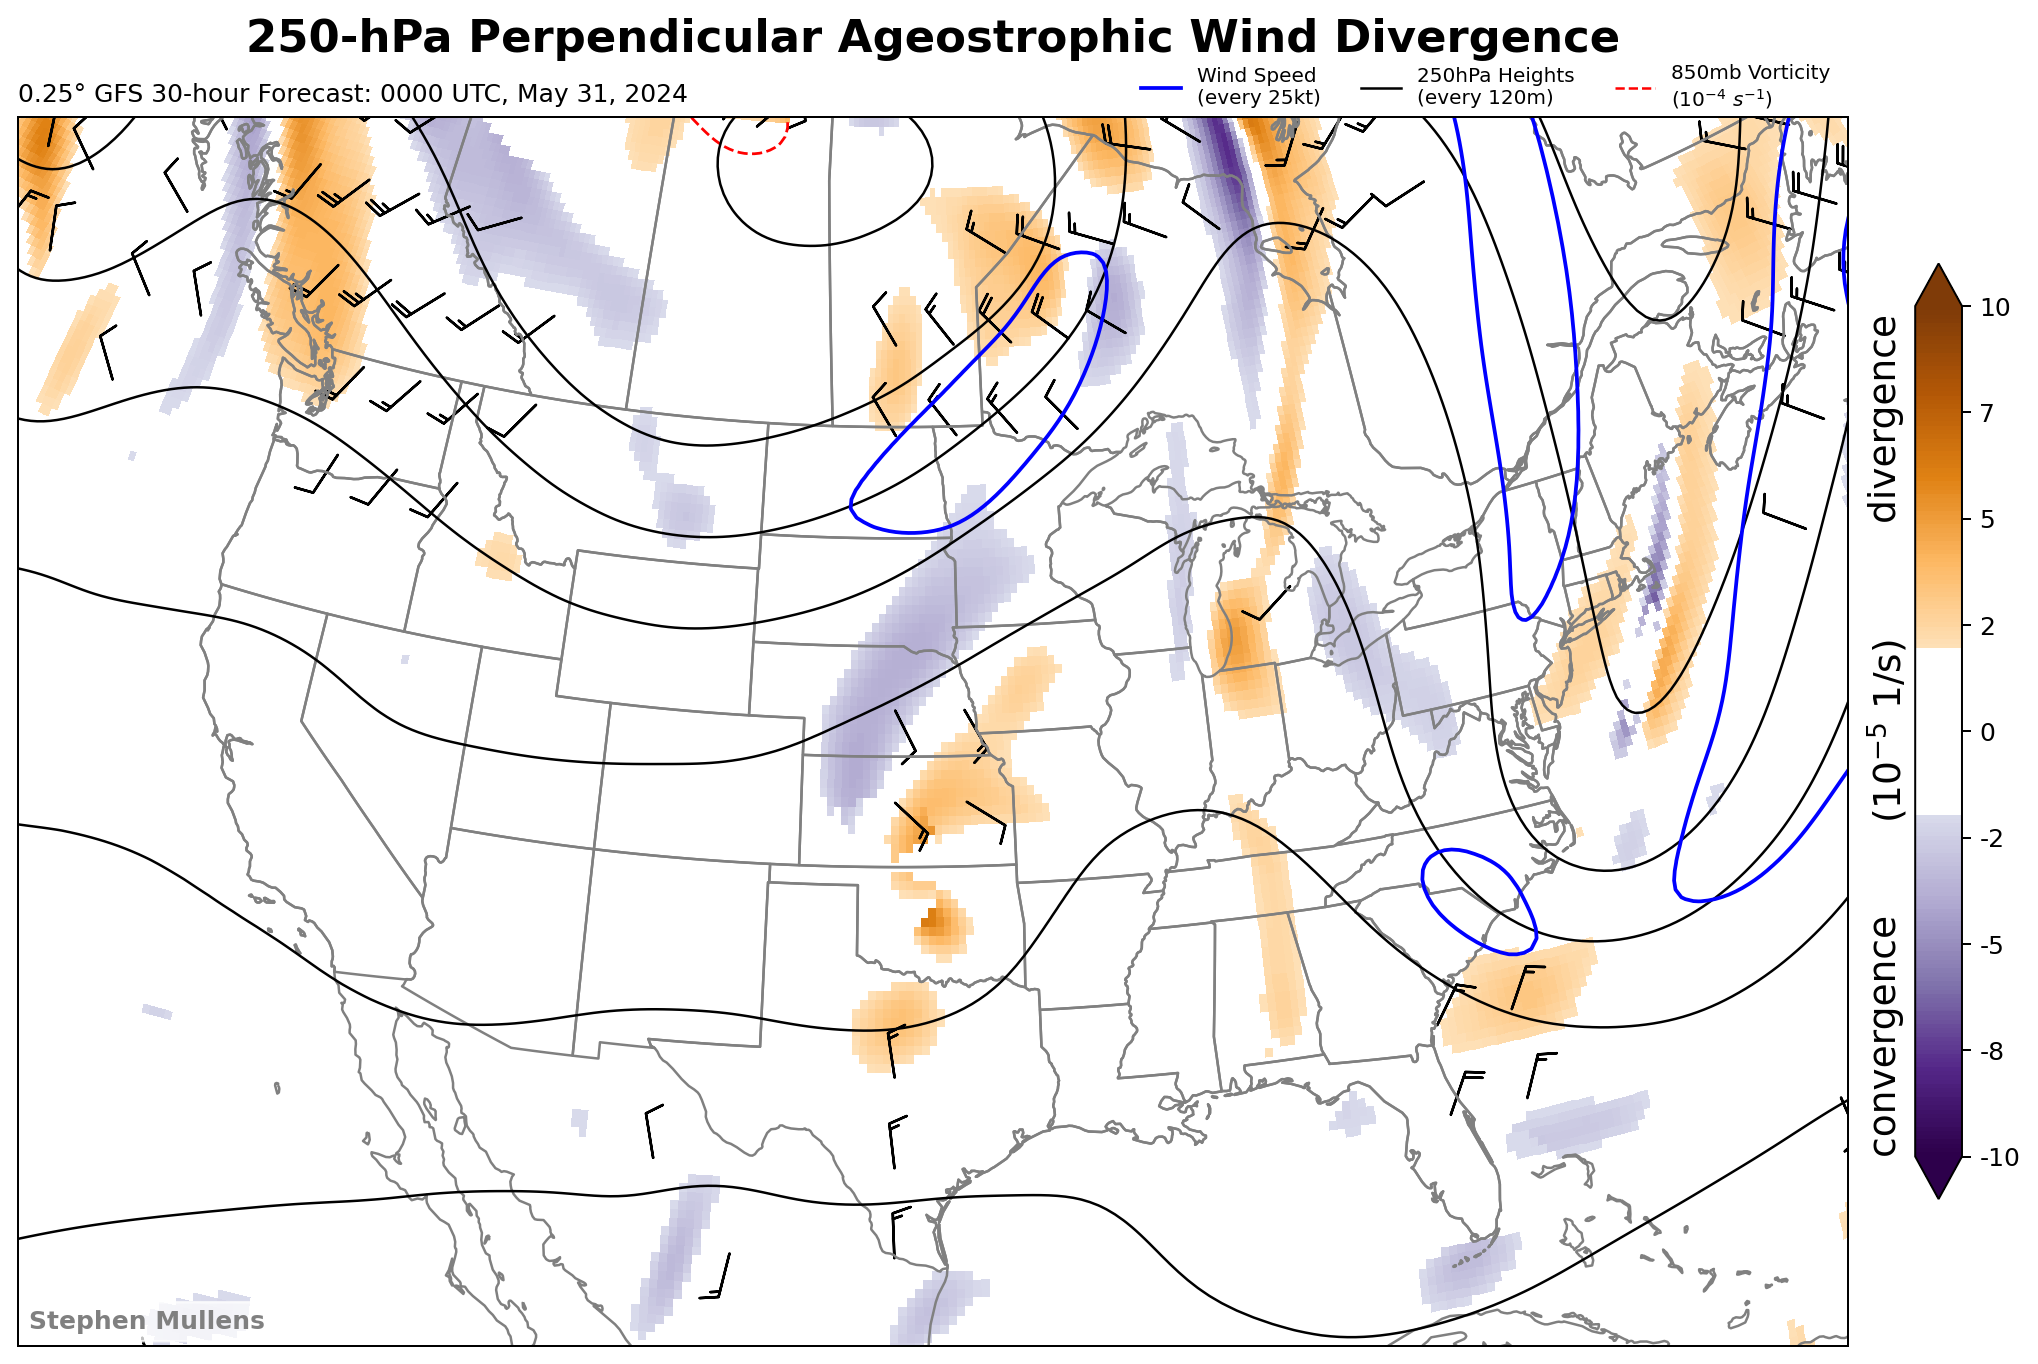 250-hPa Perpendicular Ageostrophic Wind Divergence
0.25° GFS 30-hour Forecast: 0000 UTC, May 31, 2024
Wind Speed
(every 25kt)
250hPa Heights
(every 120m)
850mb Vorticity
(10⁻⁴ s⁻¹)
10
7
5
2
0
-2
-5
-8
-10
convergence (10⁻⁵ 1/s) divergence
Stephen Mullens